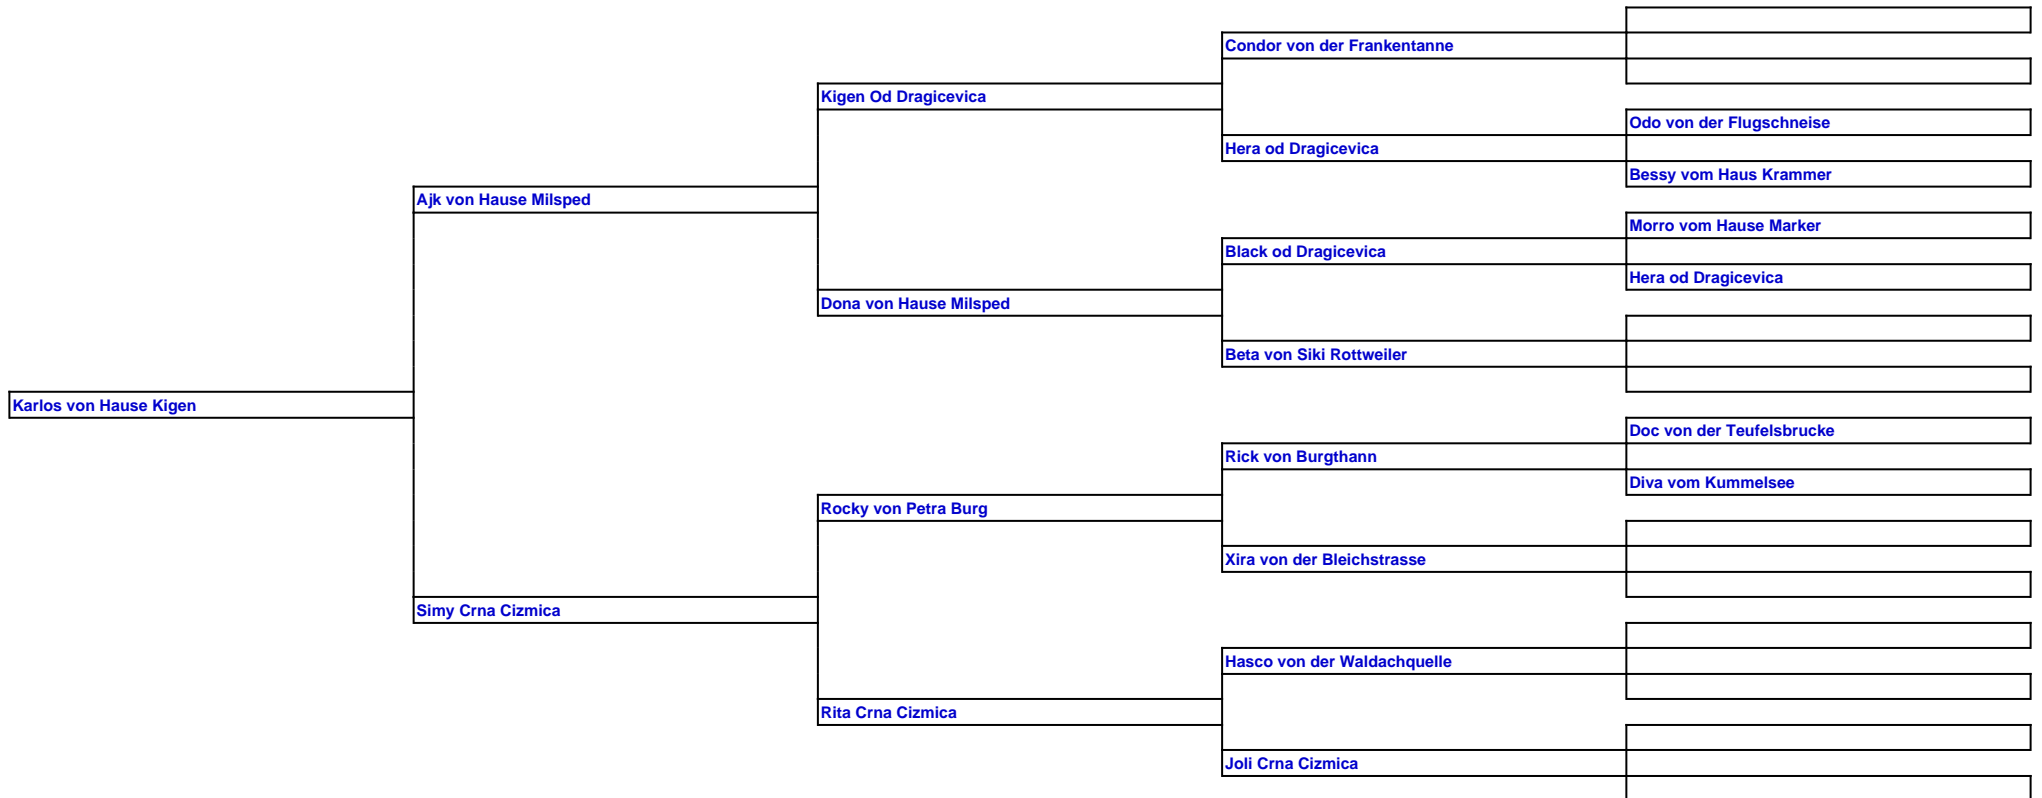 Condor von der Frankentanne
Kigen Od Dragicevica
Odo von der Flugschneise
Hera od Dragicevica
Bessy vom Haus Krammer
Ajk von Hause Milsped
Morro vom Hause Marker
Black od Dragicevica
Hera od Dragicevica
Dona von Hause Milsped
Beta von Siki Rottweiler
Karlos von Hause Kigen
Doc von der Teufelsbrucke
Rick von Burgthann
Diva vom Kummelsee
Rocky von Petra Burg
Xira von der Bleichstrasse
Simy Crna Cizmica
Hasco von der Waldachquelle
Rita Crna Cizmica
Joli Crna Cizmica